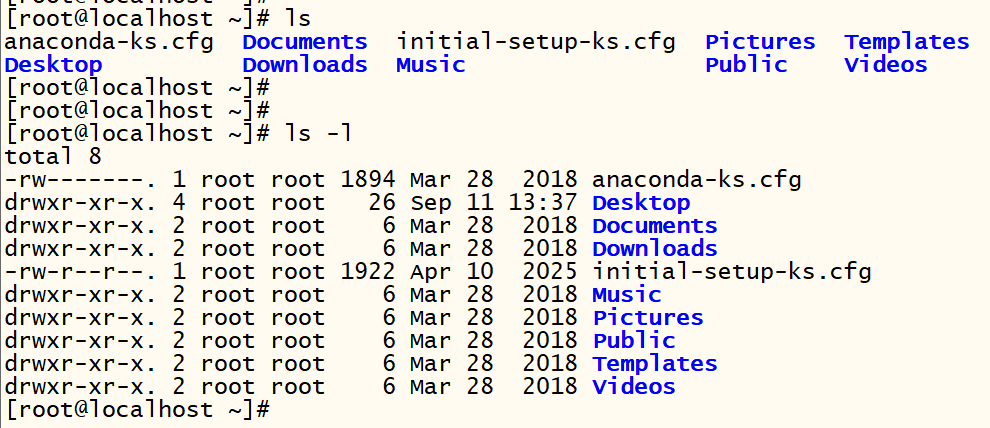 [root@localhost ~]# ls
anaconda-ks.cfg  Documents  initial-setup-ks.cfg  Pictures  Templates
Desktop          Downloads  Music                 Public    Videos
[root@localhost ~]#
[root@localhost ~]#
[root@localhost ~]# ls -l
total 8
-rw-------. 1 root root 1894 Mar 28  2018 anaconda-ks.cfg
drwxr-xr-x. 4 root root   26 Sep 11 13:37 Desktop
drwxr-xr-x. 2 root root    6 Mar 28  2018 Documents
drwxr-xr-x. 2 root root    6 Mar 28  2018 Downloads
-rw-r--r--. 1 root root 1922 Apr 10  2025 initial-setup-ks.cfg
drwxr-xr-x. 2 root root    6 Mar 28  2018 Music
drwxr-xr-x. 2 root root    6 Mar 28  2018 Pictures
drwxr-xr-x. 2 root root    6 Mar 28  2018 Public
drwxr-xr-x. 2 root root    6 Mar 28  2018 Templates
drwxr-xr-x. 2 root root    6 Mar 28  2018 Videos
[root@localhost ~]#